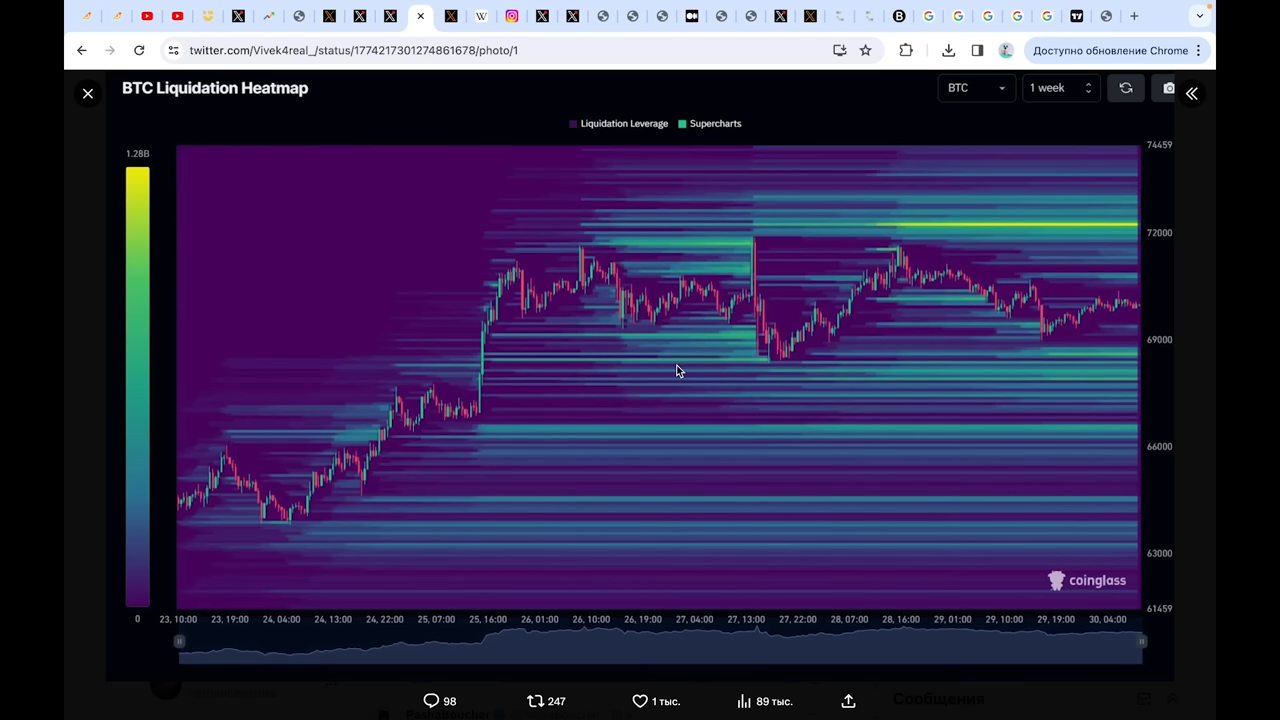 twitter.com/Vivek4real_/status/1774217301274861678/photo/1
Доступно обновление Chrome
BTC Liquidation Heatmap
BTC
1 week
Liquidation Leverage
Supercharts
1.28B
0
74459
72000
69000
66000
63000
61459
coinglass
23, 10:00 23, 19:00 24, 04:00 24, 13:00 24, 22:00 25, 07:00 25, 16:00 26, 01:00 26, 10:00 26, 19:00 27, 04:00 27, 13:00 27, 22:00 28, 07:00 28, 16:00 29, 01:00 29, 10:00 29, 19:00 30, 04:00
98 247 1 тыс. 89 тыс.
Сообщения